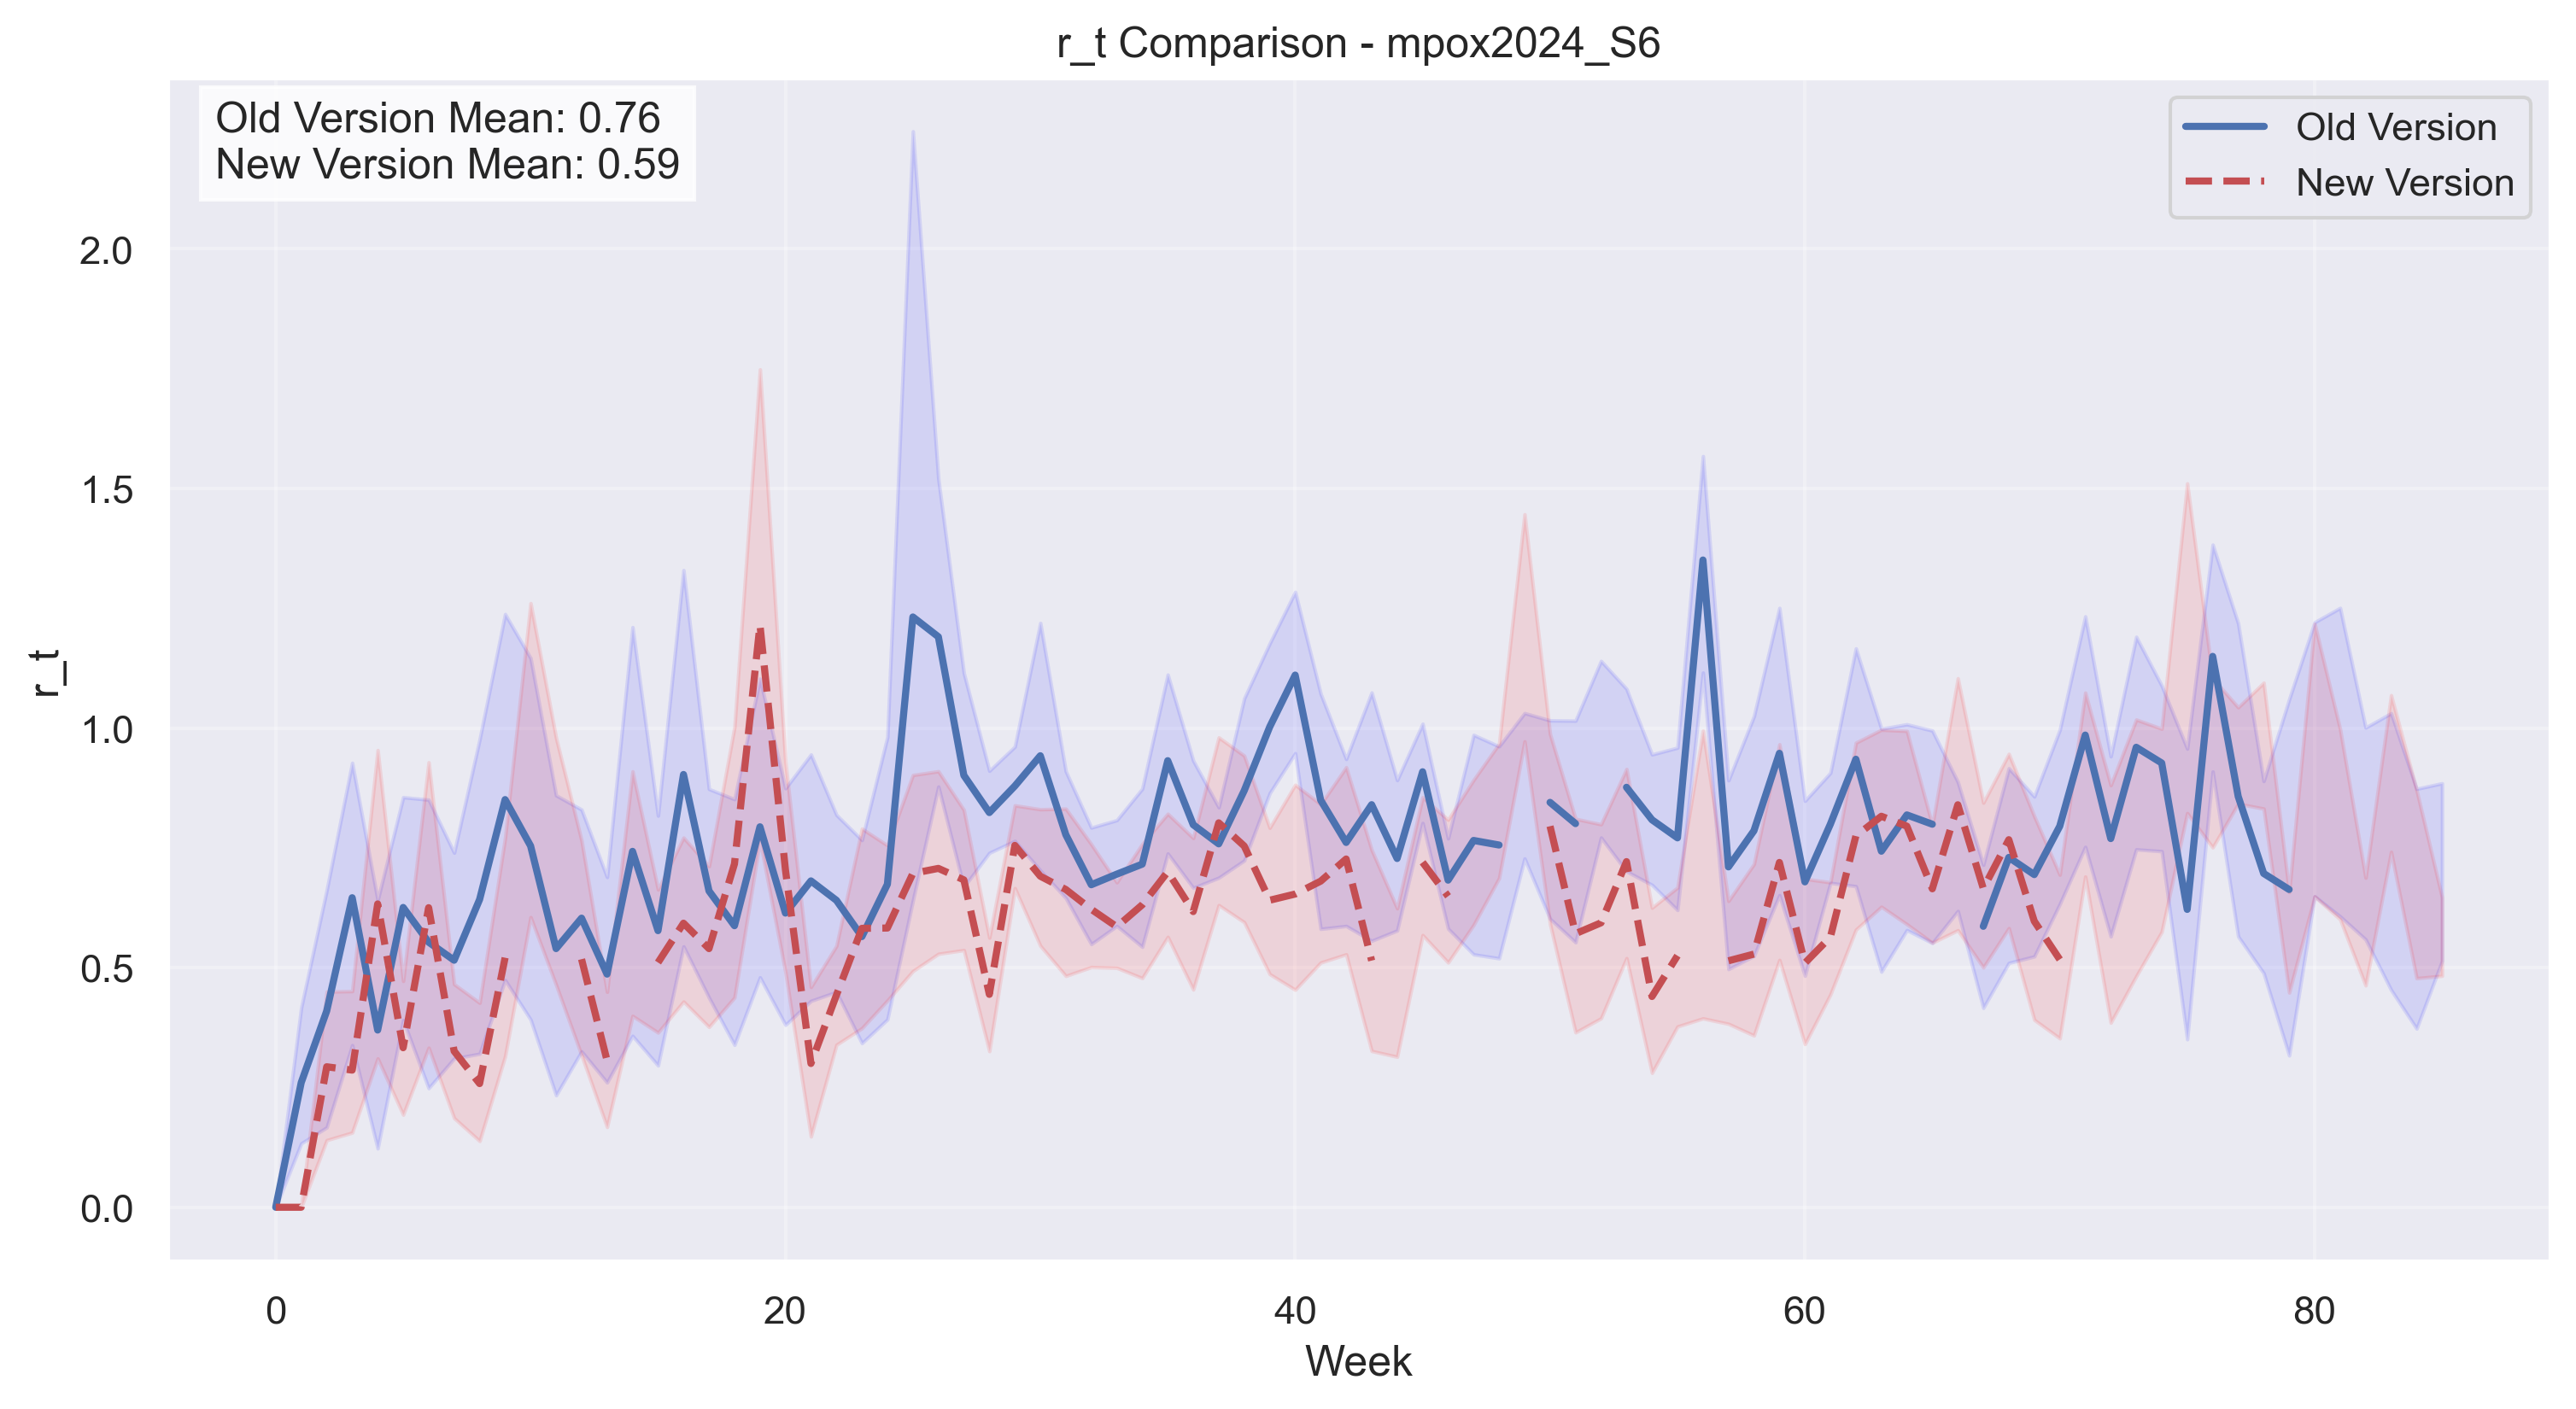 r_t Comparison - mpox2024_S6
Old Version Mean: 0.76
New Version Mean: 0.59
Old Version
New Version
2.0
1.5
1.0
0.5
0.0
r_t
0 20 40 60 80
Week